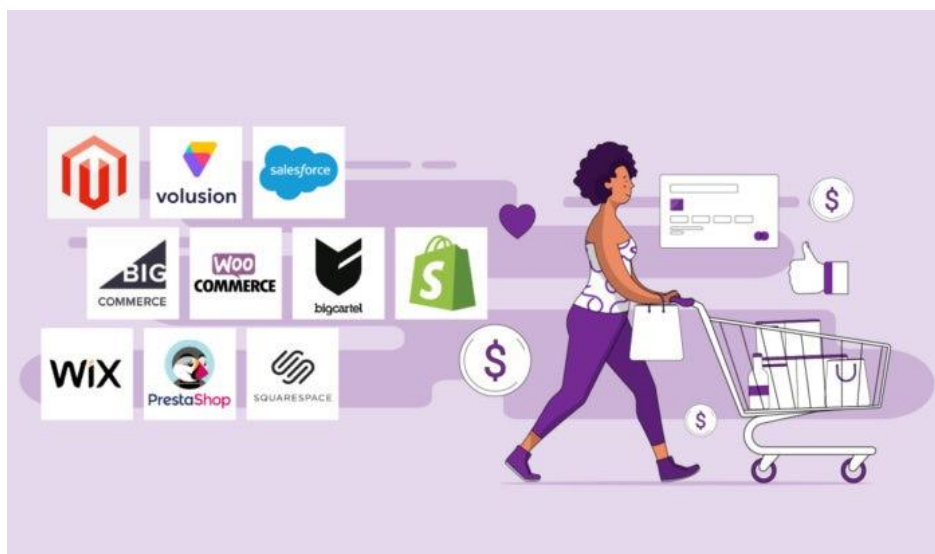 volusion
salesforce
BIG
COMMERCE
WOO
COMMERCE
bigcartel
S
WiX
PrestaShop
SQUARESPACE
$
$
$